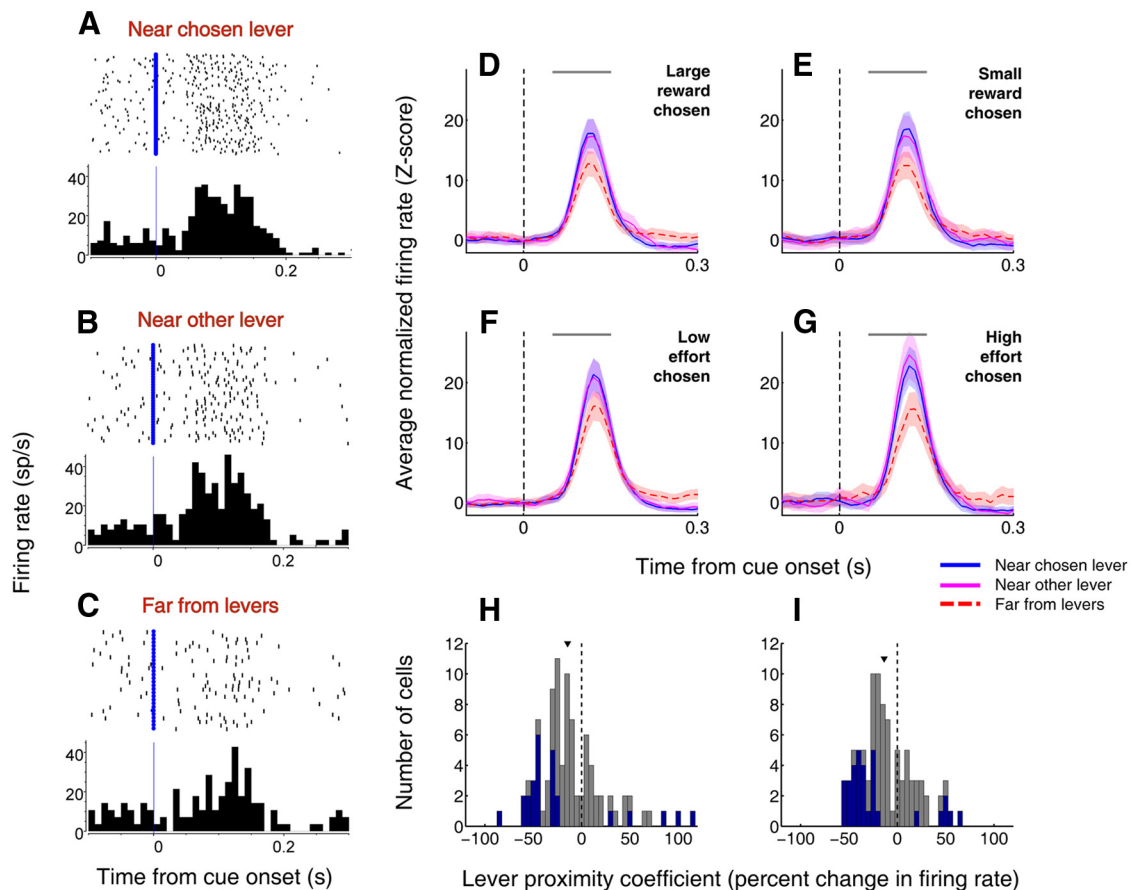 A
Near chosen lever
40
20
0
0
0.2
B
Near other lever
40
20
0
0
0.2
C
Far from levers
40
20
0
0
0.2
Firing rate (sp/s)
Time from cue onset (s)
D
Large
reward
chosen
20
10
0
0
0.3
E
Small
reward
chosen
20
10
0
0
0.3
F
Low
effort
chosen
20
10
0
0
0.3
G
High
effort
chosen
20
10
0
0
0.3
Average normalized firing rate (Z-score)
Time from cue onset (s)
Near chosen lever
Near other lever
Far from levers
H
12
10
8
6
4
2
0
−100
−50
0
50
100
I
12
10
8
6
4
2
0
−100
−50
0
50
100
Number of cells
Lever proximity coefficient (percent change in firing rate)